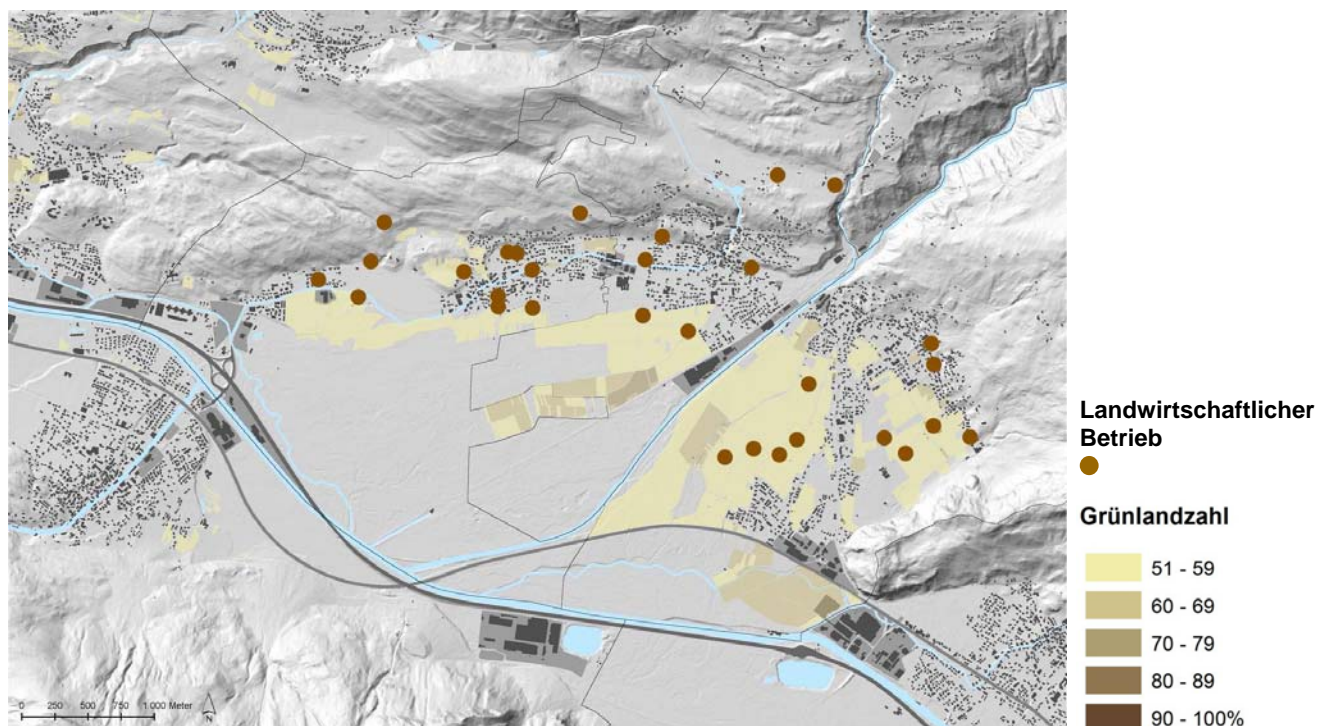 Landwirtschaftlicher
Betrieb
Grünlandzahl
51 - 59
60 - 69
70 - 79
80 - 89
90 - 100%
0 250 500 750 1 000 Meter
N